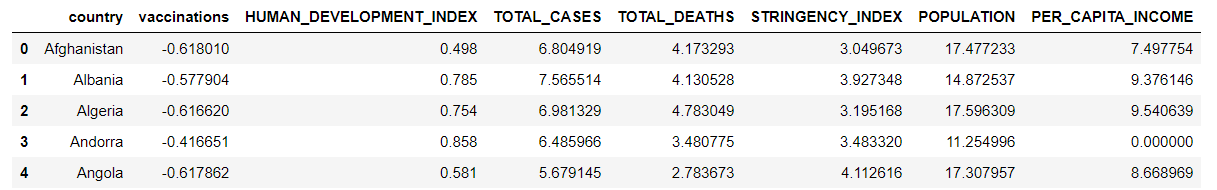 country vaccinations HUMAN_DEVELOPMENT_INDEX TOTAL_CASES TOTAL_DEATHS STRINGENCY_INDEX POPULATION PER_CAPITA_INCOME
0 Afghanistan -0.618010 0.498 6.804919 4.173293 3.049673 17.477233 7.497754
1 Albania -0.577904 0.785 7.565514 4.130528 3.927348 14.872537 9.376146
2 Algeria -0.616620 0.754 6.981329 4.783049 3.195168 17.596309 9.540639
3 Andorra -0.416651 0.858 6.485966 3.480775 3.483320 11.254996 0.000000
4 Angola -0.617862 0.581 5.679145 2.783673 4.112616 17.307957 8.668969